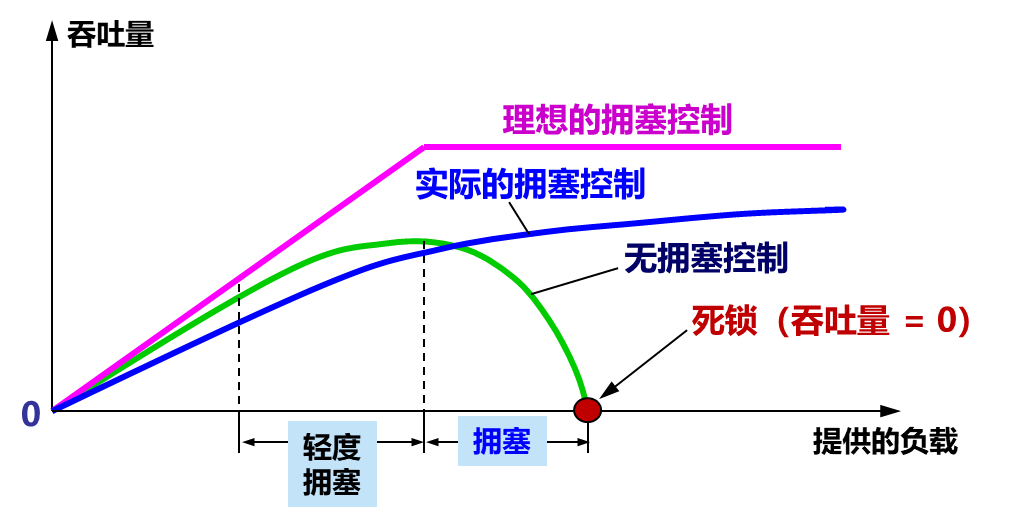 吞吐量
理想的拥塞控制
实际的拥塞控制
无拥塞控制
死锁（吞吐量 = 0）
0
轻度
拥塞
拥塞
提供的负载